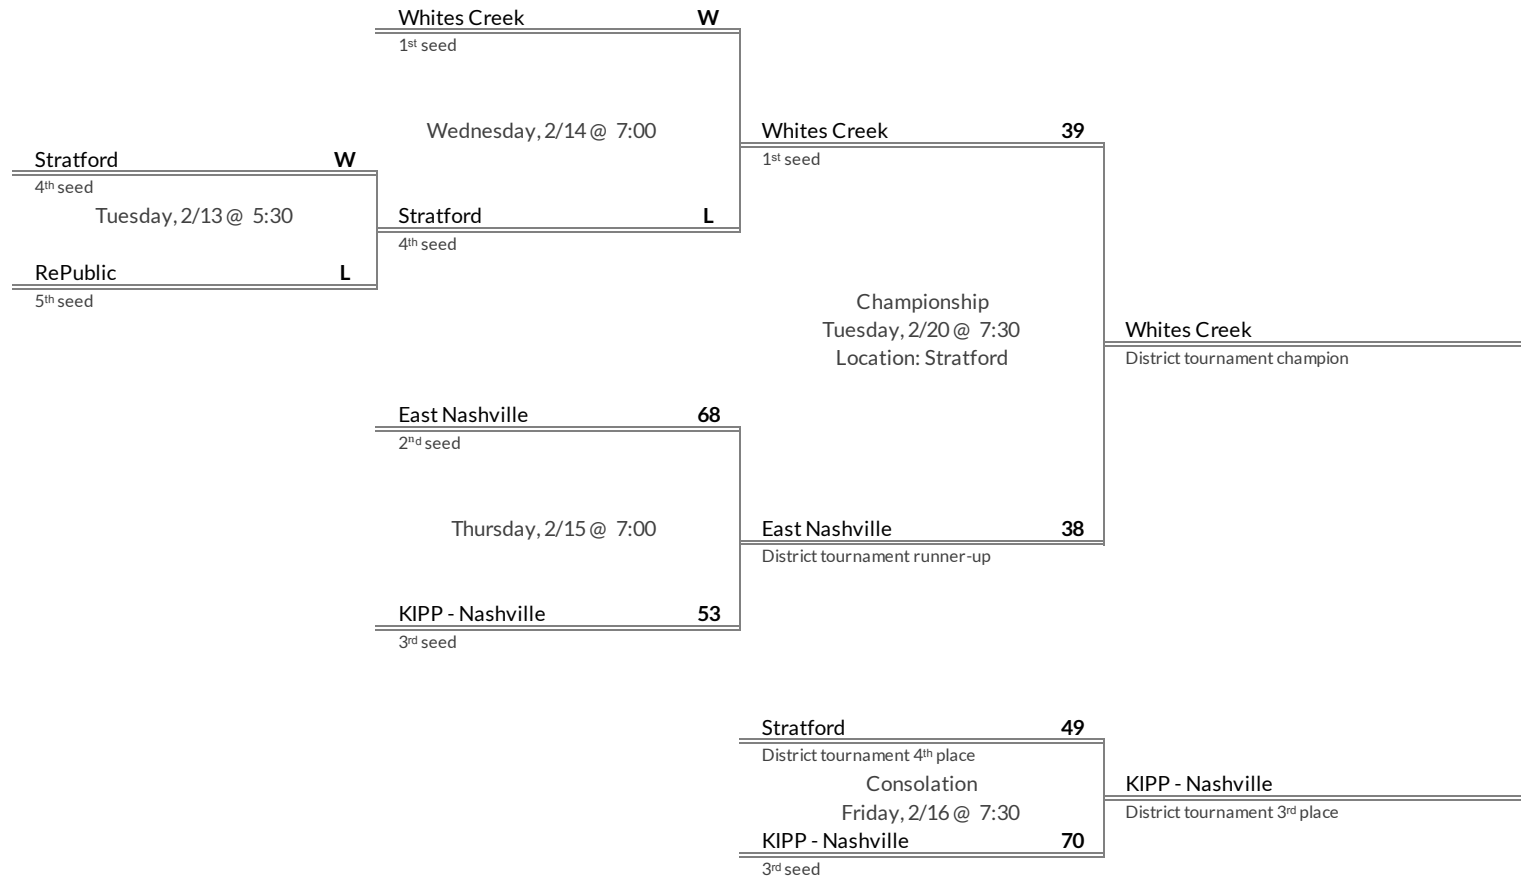 Whites Creek W
1st seed
Wednesday, 2/14 @ 7:00
Stratford W
4th seed
Tuesday, 2/13 @ 5:30
Stratford L
4th seed
RePublic L
5th seed
Whites Creek 39
1st seed
Championship
Tuesday, 2/20 @ 7:30
Location: Stratford
Whites Creek
District tournament champion
East Nashville 68
2nd seed
Thursday, 2/15 @ 7:00
East Nashville 38
District tournament runner-up
KIPP - Nashville 53
3rd seed
Stratford 49
District tournament 4th place
Consolation
Friday, 2/16 @ 7:30
KIPP - Nashville 70
3rd seed
KIPP - Nashville
District tournament 3rd place